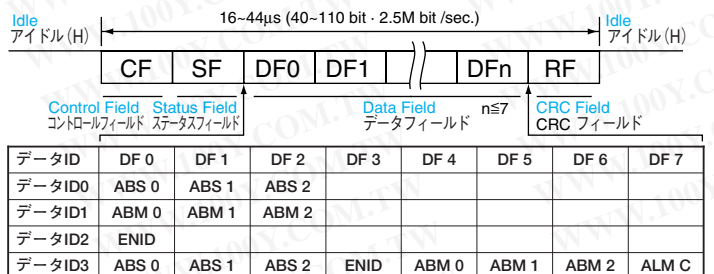 Idle
アイドル(H)
16~44μs (40~110 bit · 2.5M bit /sec.)
Idle
アイドル(H)
CF SF DF0 DF1 DFn RF
Control Field Status Field Data Field n≦7 CRC Field
コントロールフィールド ステータスフィールド データフィールド CRC フィールド
データID DF 0 DF 1 DF 2 DF 3 DF 4 DF 5 DF 6 DF 7
データID0 ABS 0 ABS 1 ABS 2
データID1 ABM 0 ABM 1 ABM 2
データID2 ENID
データID3 ABS 0 ABS 1 ABS 2 ENID ABM 0 ABM 1 ABM 2 ALM C
WWW.100Y.COM.TW